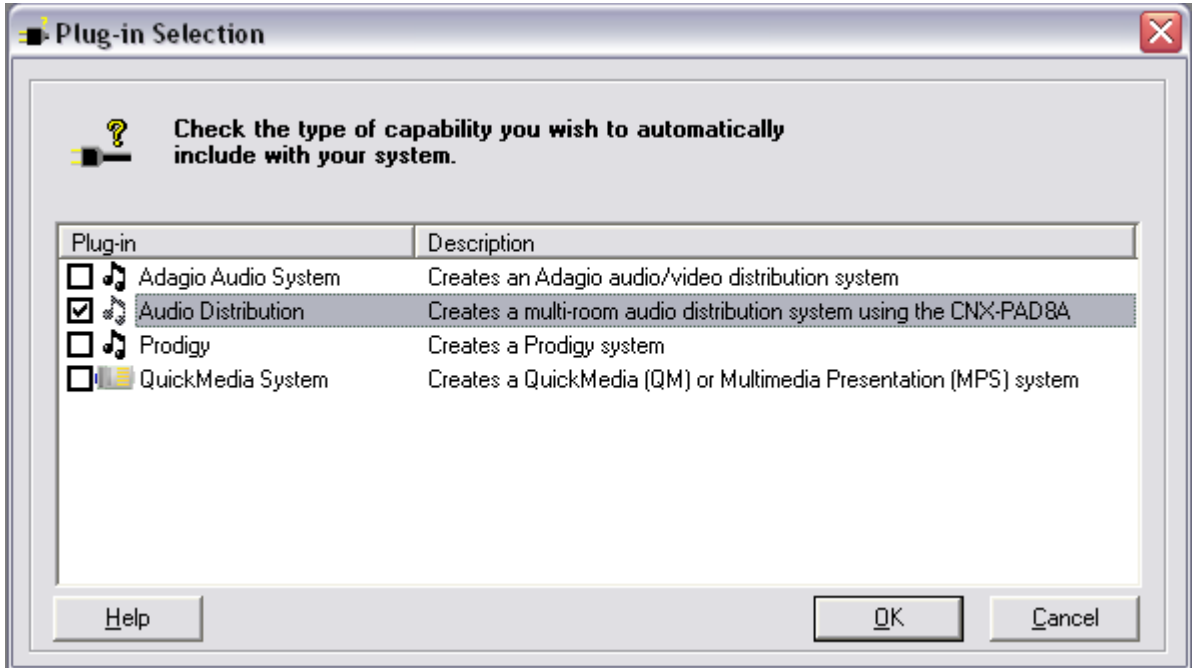 Plug-in Selection
Check the type of capability you wish to automatically
include with your system.
Plug-in Description
Adagio Audio System Creates an Adagio audio/video distribution system
Audio Distribution Creates a multi-room audio distribution system using the CNX-PAD8A
Prodigy Creates a Prodigy system
QuickMedia System Creates a QuickMedia (QM) or Multimedia Presentation (MPS) system
Help OK Cancel